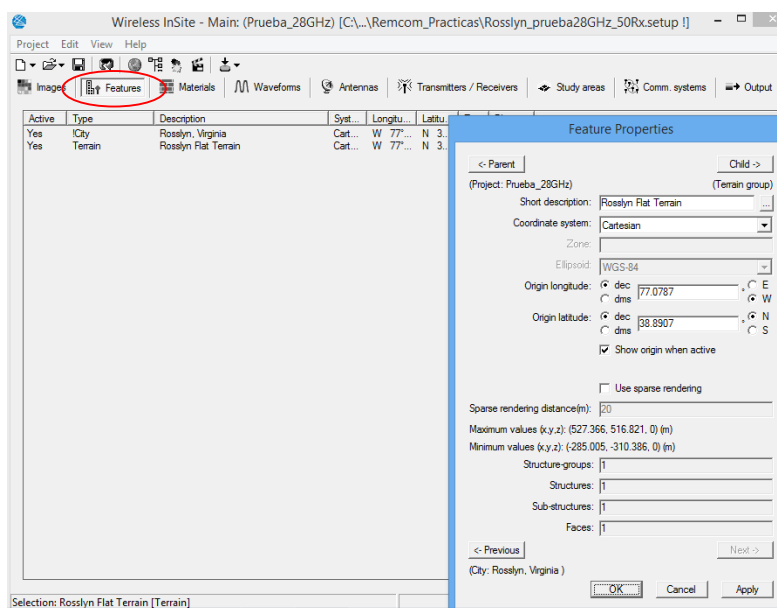 Wireless InSite - Main: (Prueba_28GHz) [C:\...\Remcom_Practicas\Rosslyn_prueba28GHz_50Rx.setup !]
Project Edit View Help
Images Features Materials Waveforms Antennas Transmitters / Receivers Study areas Comm. systems Output
Active Type Description Syst... Longitu... Latitu...
Yes !City Rosslyn, Virginia Cart... W 77°... N 3...
Yes Terrain Rosslyn Flat Terrain Cart... W 77°... N 3...
Feature Properties
<- Parent Child ->
(Project: Prueba_28GHz) (Terrain group)
Short description: Rosslyn Flat Terrain ...
Coordinate system: Cartesian
Zone:
Ellipsoid: WGS-84
Origin longitude: dec 77.0787 ° E
dms W
Origin latitude: dec 38.8907 ° N
dms S
Show origin when active
Use sparse rendering
Sparse rendering distance(m): 20
Maximum values (x,y,z): (527.366, 516.821, 0) (m)
Minimum values (x,y,z): (-285.005, -310.386, 0) (m)
Structure-groups: 1
Structures: 1
Sub-structures: 1
Faces: 1
<- Previous Next ->
(City: Rosslyn, Virginia )
OK Cancel Apply
Selection: Rosslyn Flat Terrain [Terrain]